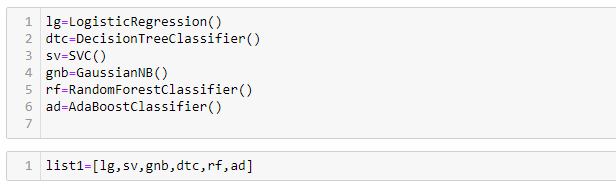 1 lg=LogisticRegression()
2 dtc=DecisionTreeClassifier()
3 sv=SVC()
4 gnb=GaussianNB()
5 rf=RandomForestClassifier()
6 ad=AdaBoostClassifier()
7
1 list1=[lg,sv,gnb,dtc,rf,ad]